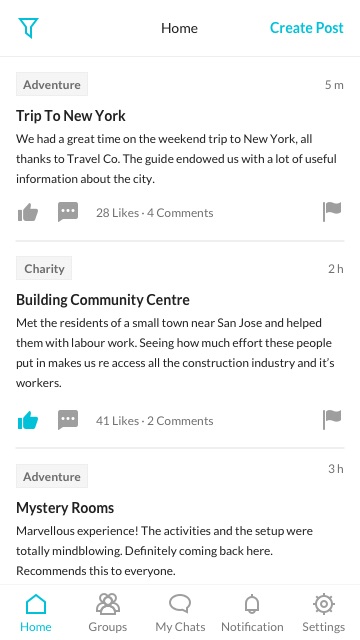 Home
Create Post
Adventure
5 m
Trip To New York
We had a great time on the weekend trip to New York, all
thanks to Travel Co. The guide endowed us with a lot of useful
information about the city.
28 Likes · 4 Comments
Charity
2 h
Building Community Centre
Met the residents of a small town near San Jose and helped
them with labour work. Seeing how much effort these people
put in makes us re access all the construction industry and it’s
workers.
41 Likes · 2 Comments
Adventure
3 h
Mystery Rooms
Marvellous experience! The activities and the setup were
totally mindblowing. Definitely coming back here.
Recommends this to everyone.
Home
Groups
My Chats
Notification
Settings